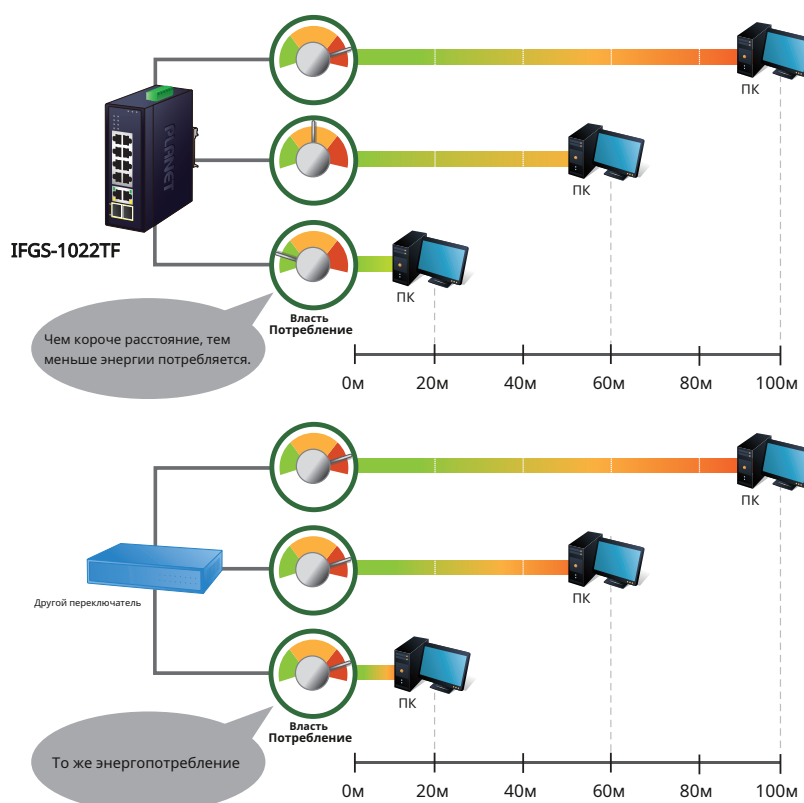 ПК
PLANET
ПК
IFGS-1022TF
ПК
Власть
Потребление
Чем короче расстояние, тем
меньше энергии потребляется.
0м 20м 40м 60м 80м 100м
ПК
Другой переключатель
ПК
ПК
Власть
Потребление
То же энергопотребление
0м 20м 40м 60м 80м 100м